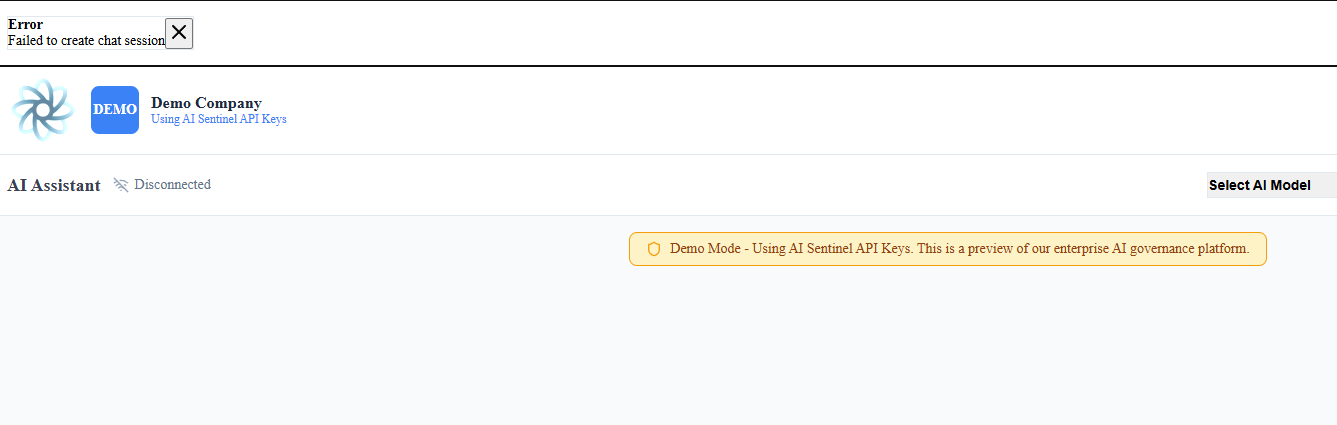 Error
Failed to create chat session
DEMO
Demo Company
Using AI Sentinel API Keys
AI Assistant
Disconnected
Select AI Model
Demo Mode - Using AI Sentinel API Keys. This is a preview of our enterprise AI governance platform.